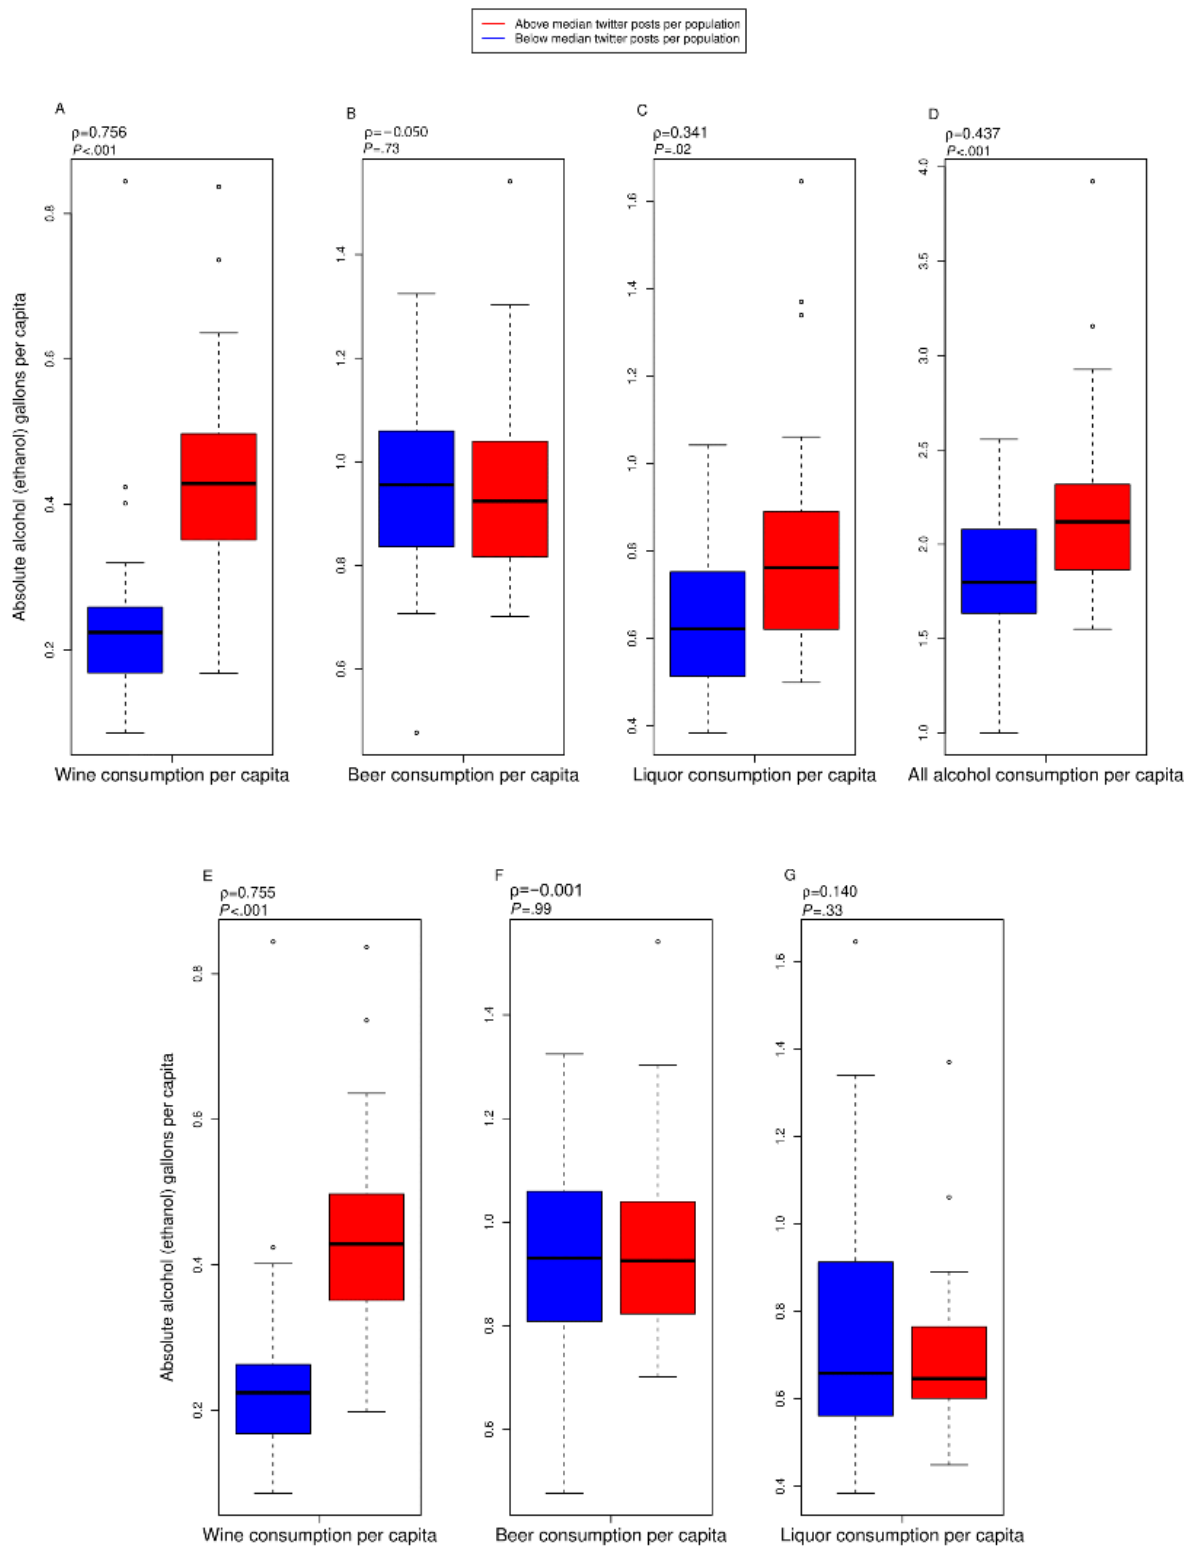 Above median twitter posts per population
Below median twitter posts per population
A
ρ=0.756
P<.001
B
ρ=−0.050
P=.73
C
ρ=0.341
P=.02
D
ρ=0.437
P<.001
Absolute alcohol (ethanol) gallons per capita
0.8
0.6
0.4
0.2
1.4
1.2
1.0
0.8
0.6
1.6
1.4
1.2
1.0
0.8
0.6
0.4
4.0
3.5
3.0
2.5
2.0
1.5
1.0
Wine consumption per capita
Beer consumption per capita
Liquor consumption per capita
All alcohol consumption per capita
E
ρ=0.755
P<.001
F
ρ=−0.001
P=.99
G
ρ=0.140
P=.33
Absolute alcohol (ethanol) gallons per capita
0.8
0.6
0.4
0.2
1.4
1.2
1.0
0.8
0.6
1.6
1.4
1.2
1.0
0.8
0.6
0.4
Wine consumption per capita
Beer consumption per capita
Liquor consumption per capita